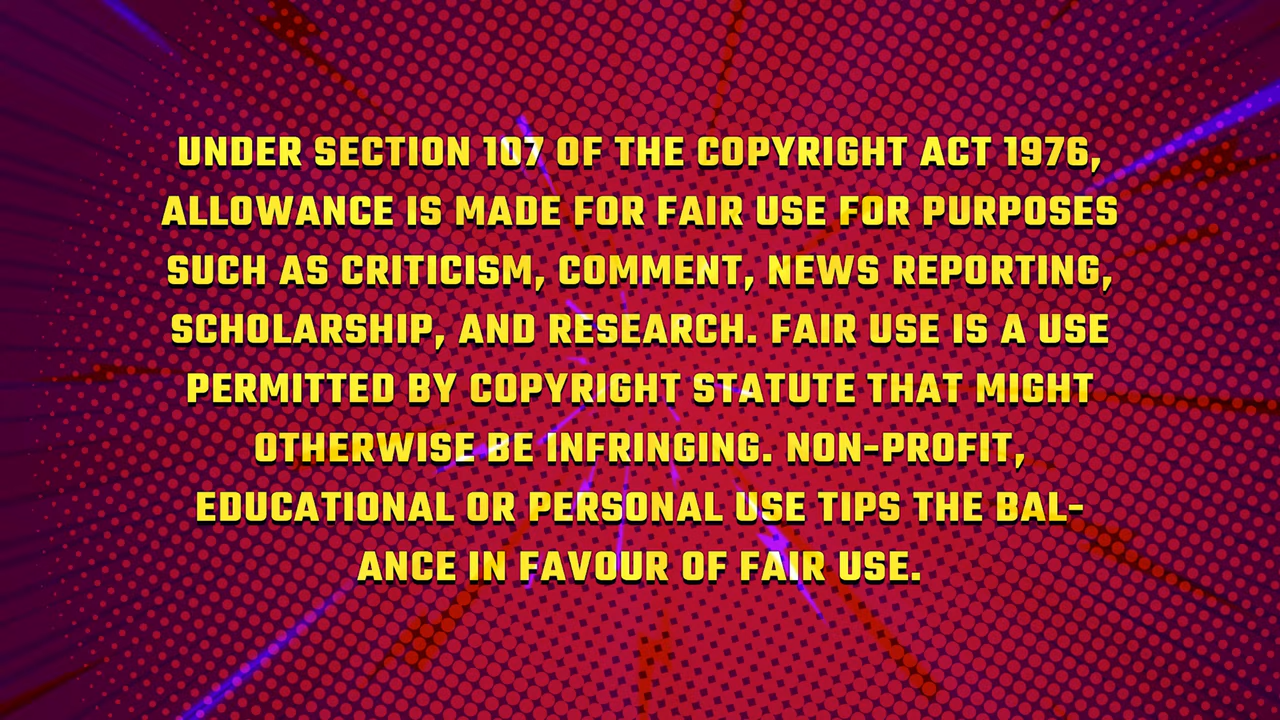 UNDER SECTION 107 OF THE COPYRIGHT ACT 1976,
ALLOWANCE IS MADE FOR FAIR USE FOR PURPOSES
SUCH AS CRITICISM, COMMENT, NEWS REPORTING,
SCHOLARSHIP, AND RESEARCH. FAIR USE IS A USE
PERMITTED BY COPYRIGHT STATUTE THAT MIGHT
OTHERWISE BE INFRINGING. NON-PROFIT,
EDUCATIONAL OR PERSONAL USE TIPS THE BAL-
ANCE IN FAVOUR OF FAIR USE.